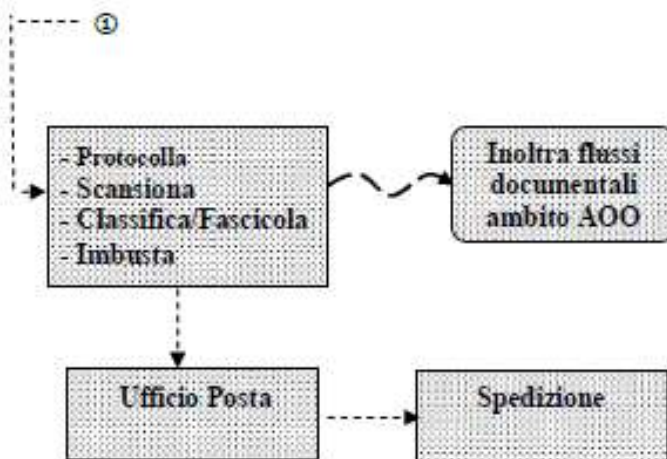 ①
- Protocolla
- Scansiona
- Classifica/Fascicola
- Imbusta
Inoltra flussi
documentali
ambito AOO
Ufficio Posta
Spedizione